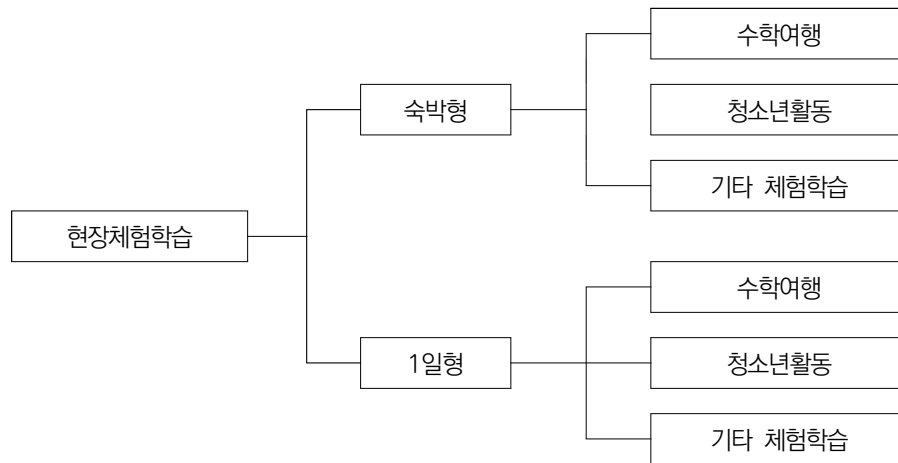 수학여행
숙박형
청소년활동
기타 체험학습
현장체험학습
수학여행
1일형
청소년활동
기타 체험학습